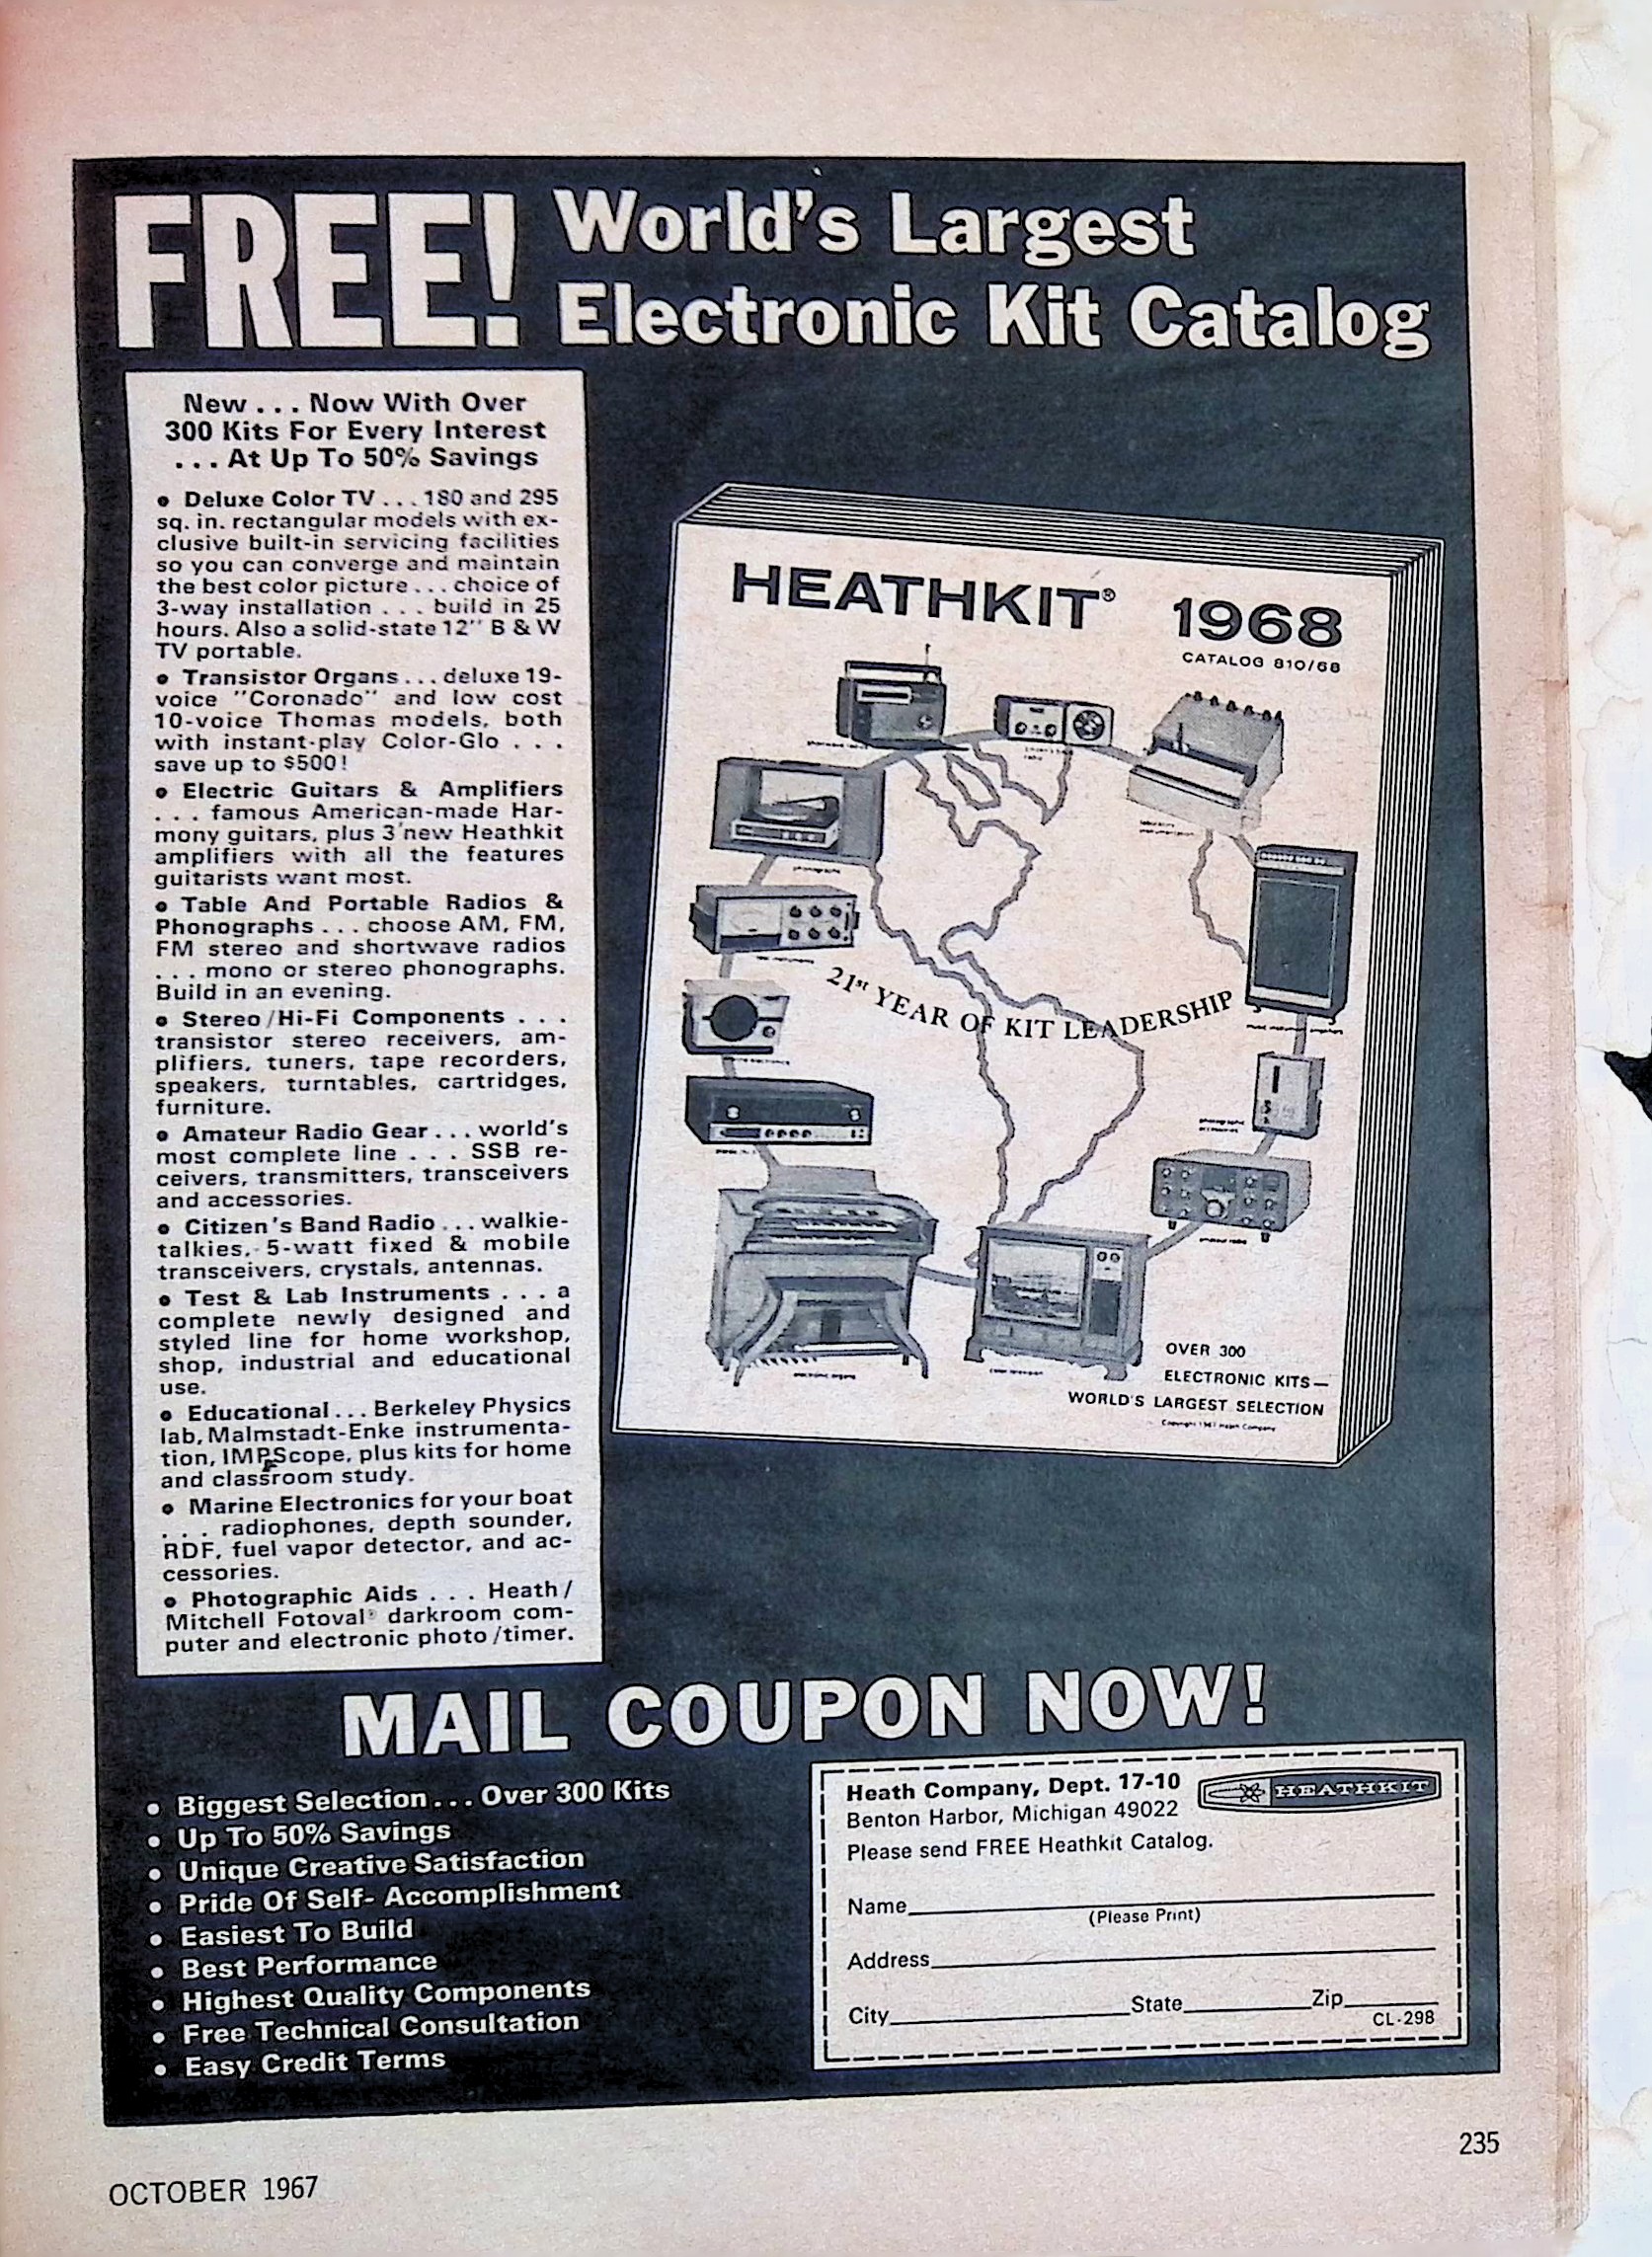 FREE! World's Largest
Electronic Kit Catalog
New . . . Now With Over
300 Kits For Every Interest
. . . At Up To 50% Savings
• Deluxe Color TV . . . 180 and 295
sq. in. rectangular models with ex-
clusive built-in servicing facilities
so you can converge and maintain
the best color picture . . . choice of
3-way installation . . . build in 25
hours. Also a solid-state 12" B & W
TV portable.
• Transistor Organs . . . deluxe 19-
voice "Coronado" and low cost
10-voice Thomas models, both
with instant-play Color-Glo . . .
save up to $500!
• Electric Guitars & Amplifiers
. . . famous American-made Har-
mony guitars, plus 3 new Heathkit
amplifiers with all the features
guitarists want most.
• Table And Portable Radios &
Phonographs . . . choose AM, FM,
FM stereo and shortwave radios
. . . mono or stereo phonographs.
Build in an evening.
• Stereo/Hi-Fi Components . . .
transistor stereo receivers, am-
plifiers, tuners, tape recorders,
speakers, turntables, cartridges,
furniture.
• Amateur Radio Gear . . . world's
most complete line . . . SSB re-
ceivers, transmitters, transceivers
and accessories.
• Citizen's Band Radio . . . walkie-
talkies, 5-watt fixed & mobile
transceivers, crystals, antennas.
• Test & Lab Instruments . . . a
complete newly designed and
styled line for home workshop,
shop, industrial and educational
use.
• Educational . . . Berkeley Physics
lab, Malmstadt-Enke instrumenta-
tion, IMPScope, plus kits for home
and classroom study.
• Marine Electronics for your boat
. . . radiophones, depth sounder,
RDF, fuel vapor detector, and ac-
cessories.
• Photographic Aids . . . Heath/
Mitchell Fotoval® darkroom com-
puter and electronic photo/timer.
HEATHKIT® 1968
CATALOG 810/68
21st YEAR OF KIT LEADERSHIP
electronic organs
amateur radio
OVER 300
ELECTRONIC KITS—
WORLD'S LARGEST SELECTION
Copyright 1967 Heath Company
MAIL COUPON NOW!
• Biggest Selection . . . Over 300 Kits
• Up To 50% Savings
• Unique Creative Satisfaction
• Pride Of Self- Accomplishment
• Easiest To Build
• Best Performance
• Highest Quality Components
• Free Technical Consultation
• Easy Credit Terms
Heath Company, Dept. 17-10
HEATHKIT
Benton Harbor, Michigan 49022
Please send FREE Heathkit Catalog.
Name
(Please Print)
Address
City State Zip
CL-298
235
OCTOBER 1967